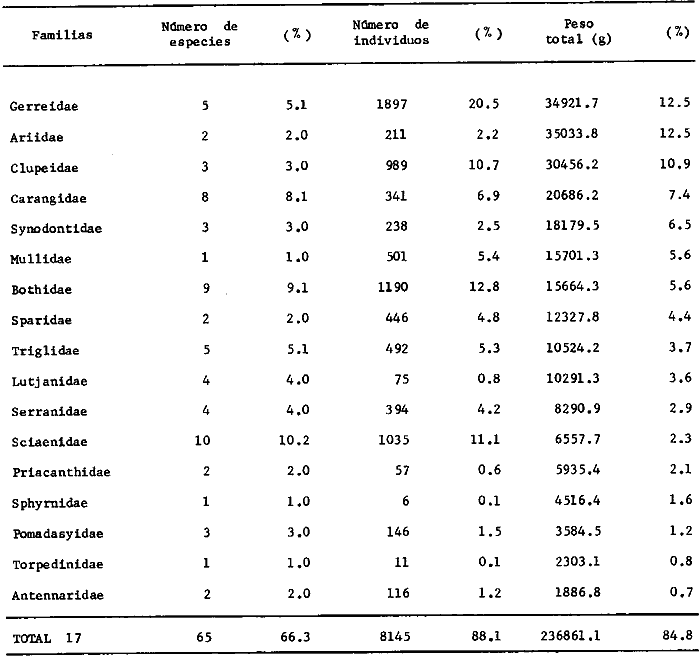 Familias Número de especies (%) Número de individuos (%) Peso total (g) (%)
Gerreidae 5 5.1 1897 20.5 34921.7 12.5
Ariidae 2 2.0 211 2.2 35033.8 12.5
Clupeidae 3 3.0 989 10.7 30456.2 10.9
Carangidae 8 8.1 341 6.9 20686.2 7.4
Synodontidae 3 3.0 238 2.5 18179.5 6.5
Mullidae 1 1.0 501 5.4 15701.3 5.6
Bothidae 9 9.1 1190 12.8 15664.3 5.6
Sparidae 2 2.0 446 4.8 12327.8 4.4
Triglidae 5 5.1 492 5.3 10524.2 3.7
Lutjanidae 4 4.0 75 0.8 10291.3 3.6
Serranidae 4 4.0 394 4.2 8290.9 2.9
Sciaenidae 10 10.2 1035 11.1 6557.7 2.3
Priacanthidae 2 2.0 57 0.6 5935.4 2.1
Sphyrnidae 1 1.0 6 0.1 4516.4 1.6
Pomadasyidae 3 3.0 146 1.5 3584.5 1.2
Torpedinidae 1 1.0 11 0.1 2303.1 0.8
Antennaridae 2 2.0 116 1.2 1886.8 0.7
TOTAL 17 65 66.3 8145 88.1 236861.1 84.8